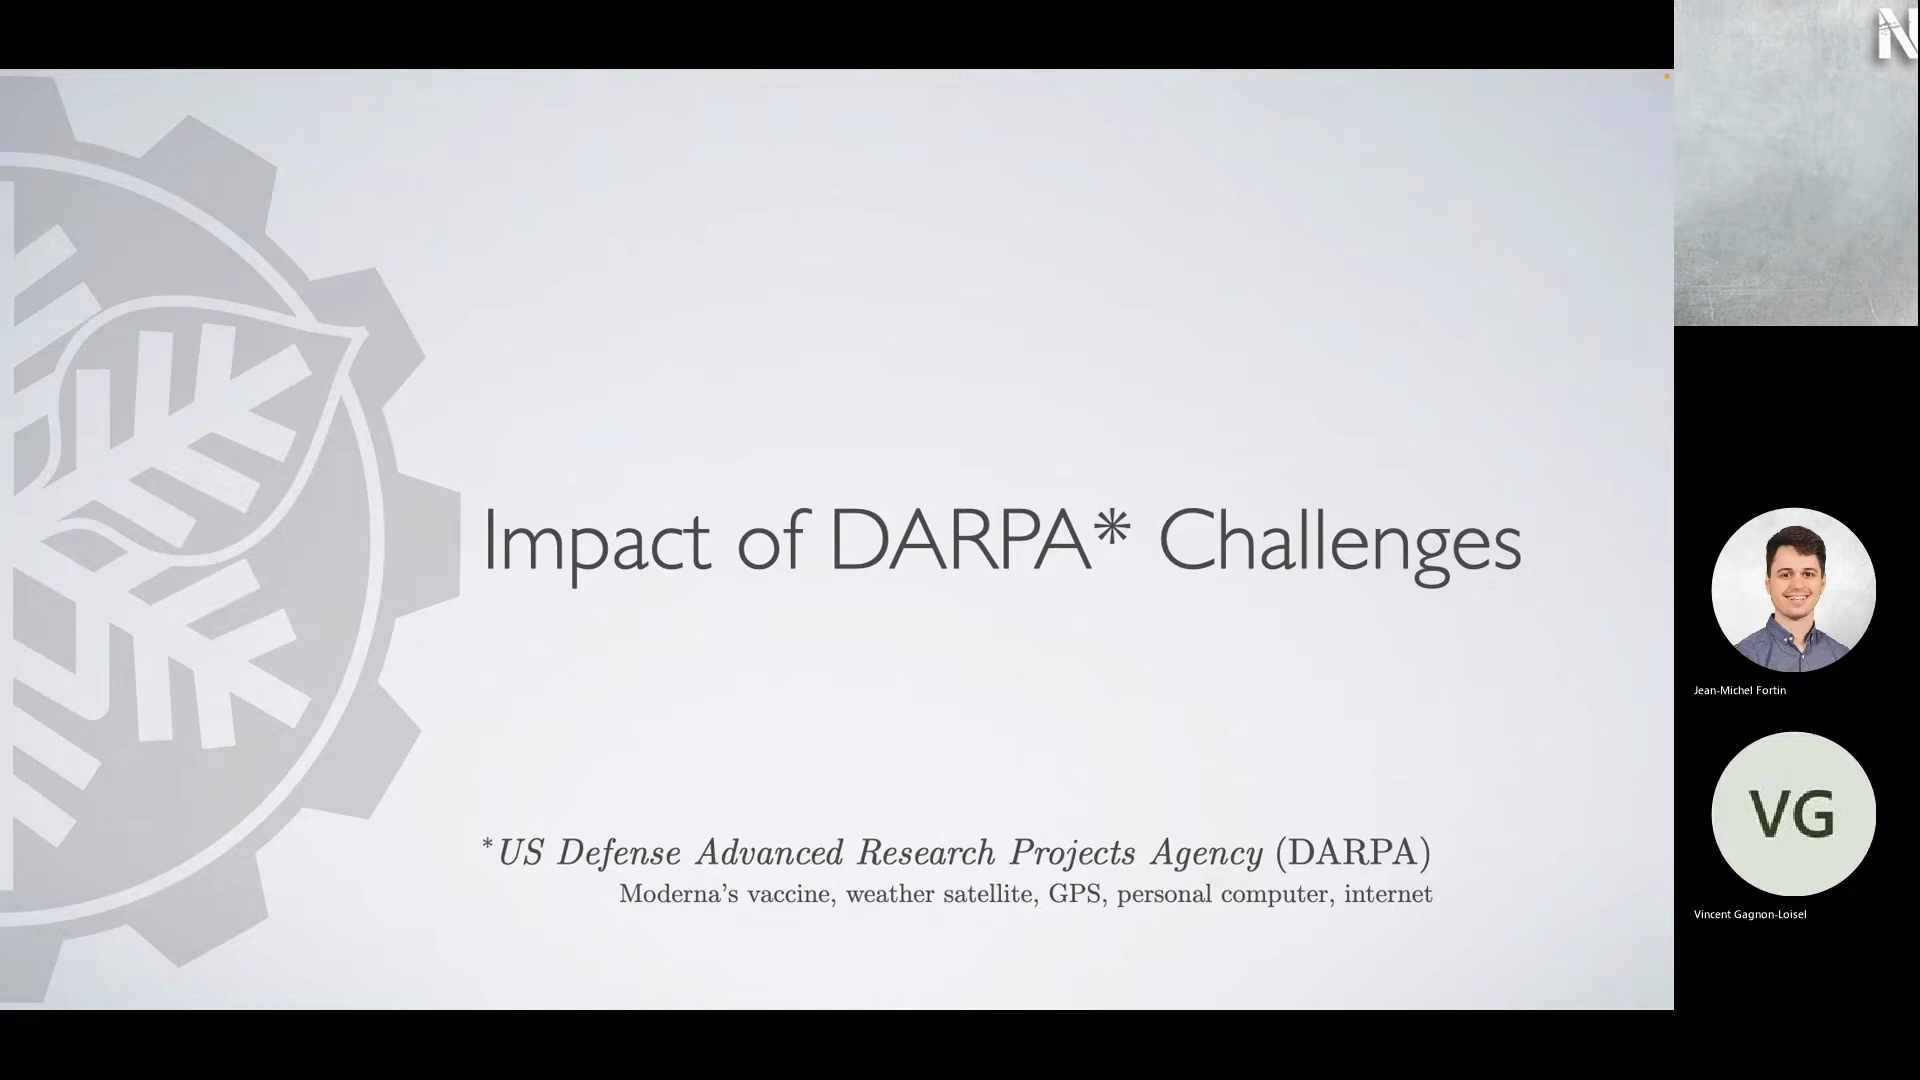 N
Impact of DARPA* Challenges
*US Defense Advanced Research Projects Agency (DARPA)
Moderna's vaccine, weather satellite, GPS, personal computer, internet
Jean-Michel Fortin
VG
Vincent Gagnon-Loisel